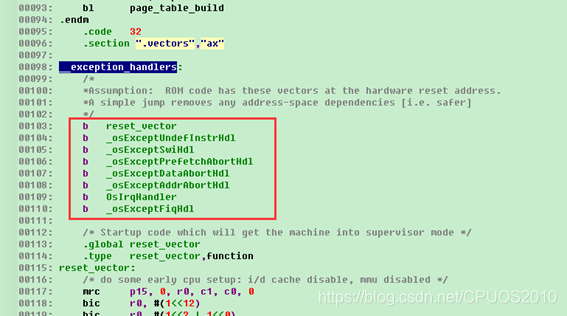 00093:     bl      page_table_build
00094: .endm
00095:     .code   32
00096:     .section ".vectors","ax"
00097:
00098: __exception_handlers:
00099:     /*
00100:     *Assumption:  ROM code has these vectors at the hardware reset address.
00101:     *A simple jump removes any address-space dependencies [i.e. safer]
00102:     */
00103:     b   reset_vector
00104:     b   _osExceptUndefInstrHdl
00105:     b   _osExceptSwiHdl
00106:     b   _osExceptPrefetchAbortHdl
00107:     b   _osExceptDataAbortHdl
00108:     b   _osExceptAddrAbortHdl
00109:     b   OsIrqHandler
00110:     b   _osExceptFiqHdl
00111:
00112:     /* Startup code which will get the machine into supervisor mode */
00113:     .global reset_vector
00114:     .type   reset_vector,function
00115: reset_vector:
00116:     /* do some early cpu setup: i/d cache disable, mmu disabled */
00117:     mrc     p15, 0, r0, c1, c0, 0
00118:     bic     r0, #(1<<12)
00119:     bic     r0, #(1<<2 | 1<<0)
https://blog.csdn.net/CPUOS2010